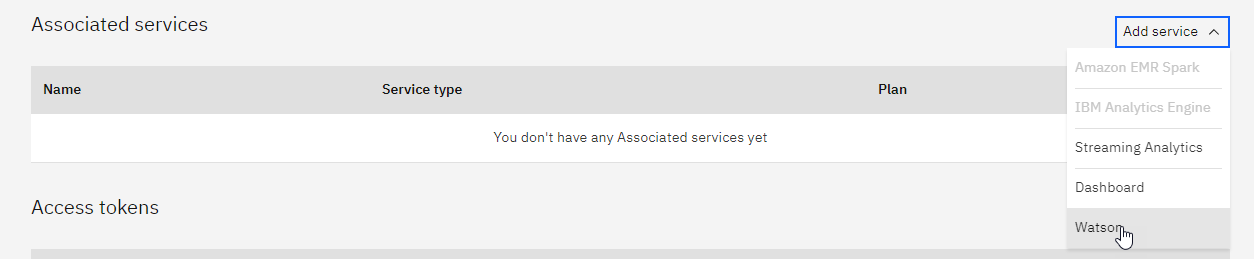 Associated services
Add service
Name Service type Plan
Amazon EMR Spark
IBM Analytics Engine
You don't have any Associated services yet
Streaming Analytics
Dashboard
Access tokens
Watson